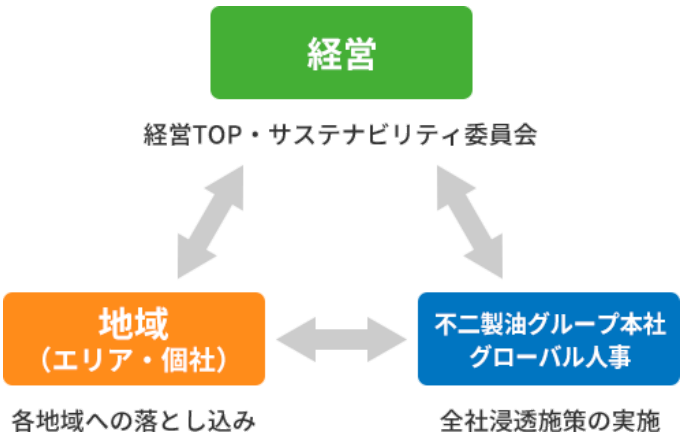 経営
経営TOP・サステナビリティ委員会
地域
（エリア・個社）
不二製油グループ本社
グローバル人事
各地域への落とし込み
全社浸透施策の実施